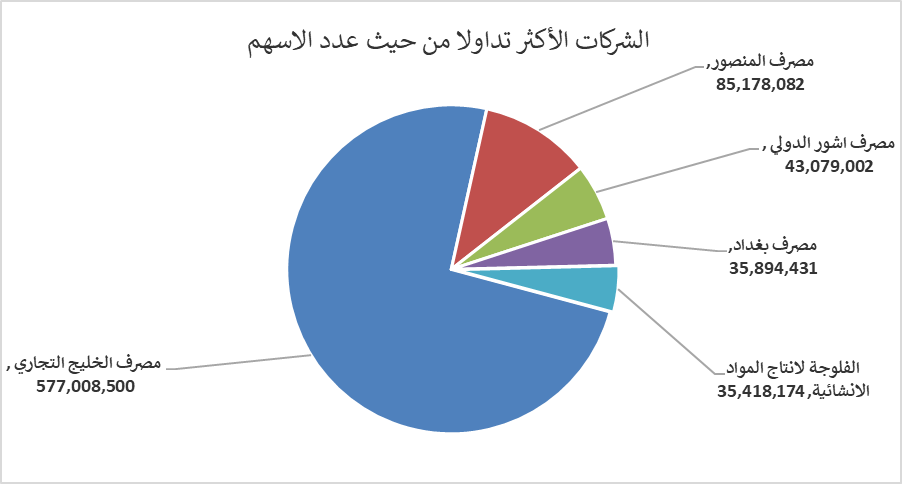 الشركات الأكثر تداولا من حيث عدد الاسهم
مصرف المنصور,
85,178,082
مصرف اشور الدولي ,
43,079,002
مصرف بغداد,
35,894,431
الفلوجة لانتاج المواد
الانشائية, 35,418,174
مصرف الخليج التجاري ,
577,008,500